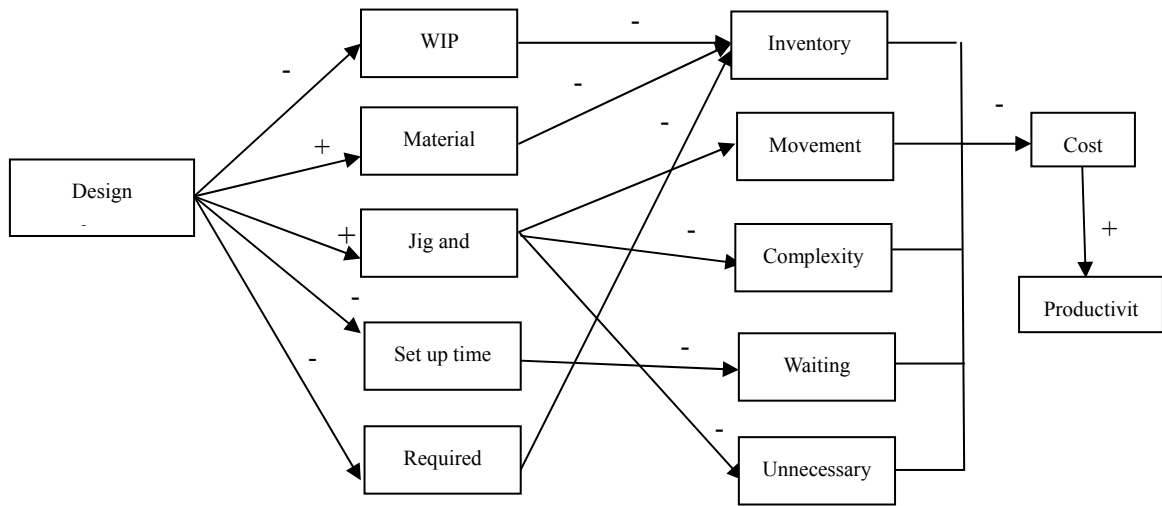 WIP
Inventory
-
-
-
-
-
Material
Movement
-
Cost
+
Design
-
Jig and
+
-
Complexity
+
Productivit
-
Set up time
-
Waiting
-
Required
-
Unnecessary